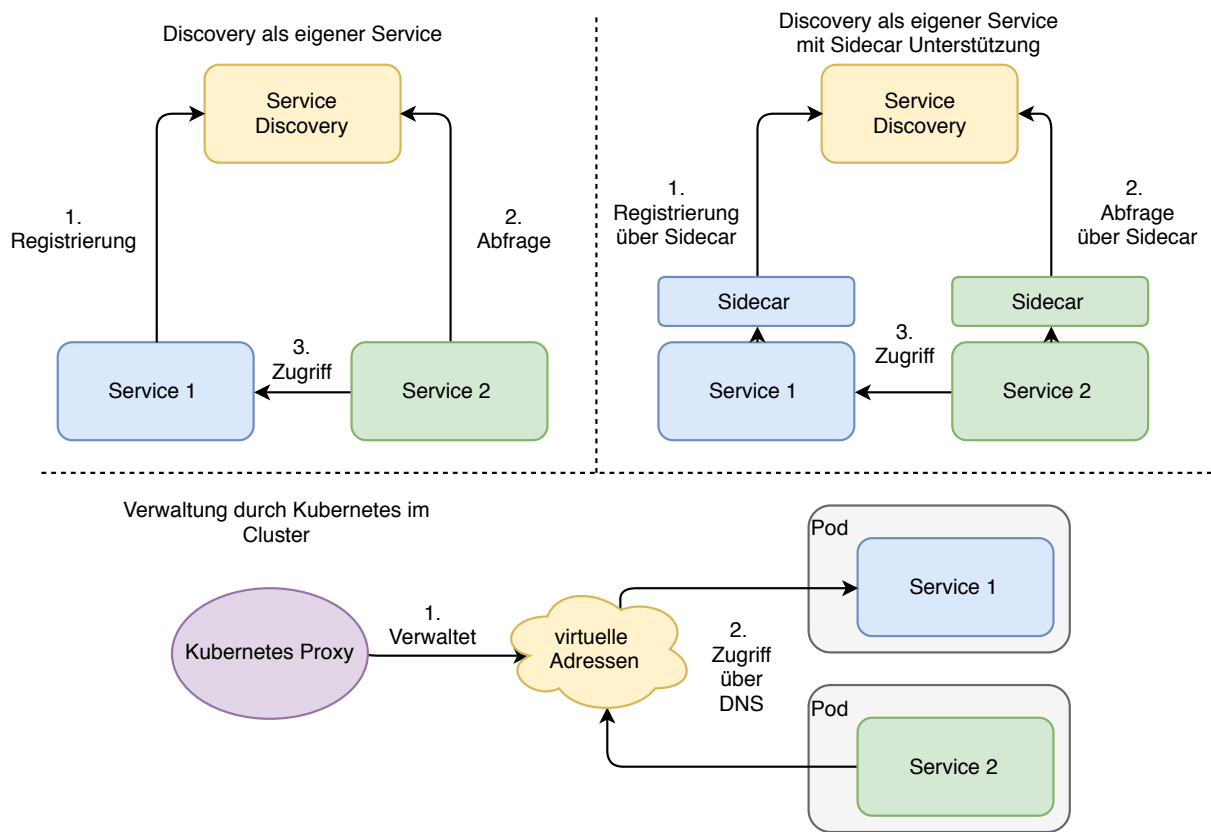 Discovery als eigener Service
Service
Discovery
1.
Registrierung
2.
Abfrage
3.
Zugriff
Service 1
Service 2
Discovery als eigener Service
mit Sidecar Unterstützung
Service
Discovery
1.
Registrierung
über Sidecar
2.
Abfrage
über Sidecar
Sidecar
Sidecar
3.
Zugriff
Service 1
Service 2
Verwaltung durch Kubernetes im
Cluster
Kubernetes Proxy
1.
Verwaltet
virtuelle
Adressen
2.
Zugriff
über
DNS
Pod
Service 1
Pod
Service 2